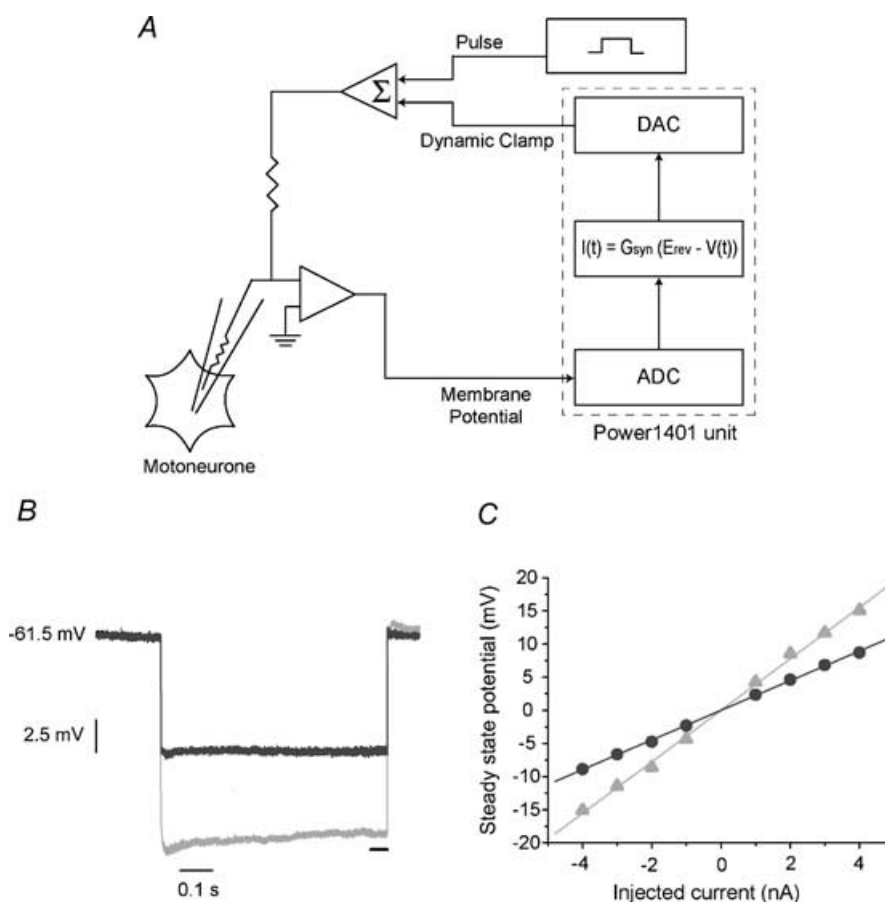 A
Pulse
Σ
Dynamic Clamp
DAC
I(t) = Gsyn (Erev - V(t))
ADC
Membrane
Potential
Power1401 unit
Motoneurone
B
-61.5 mV
2.5 mV
0.1 s
C
Steady state potential (mV)
20
15
10
5
0
-5
-10
-15
-20
-4
-2
0
2
4
Injected current (nA)